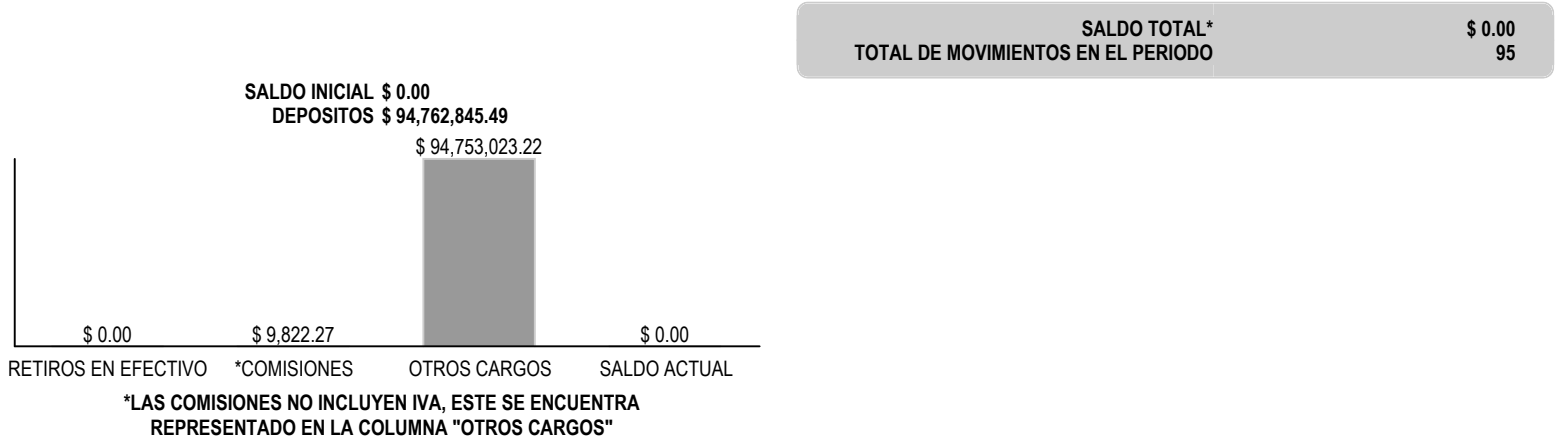 SALDO TOTAL* $ 0.00
TOTAL DE MOVIMIENTOS EN EL PERIODO 95
SALDO INICIAL $ 0.00
DEPOSITOS $ 94,762,845.49
$ 94,753,023.22
$ 0.00 $ 9,822.27 $ 0.00
RETIROS EN EFECTIVO *COMISIONES OTROS CARGOS SALDO ACTUAL
*LAS COMISIONES NO INCLUYEN IVA, ESTE SE ENCUENTRA
REPRESENTADO EN LA COLUMNA "OTROS CARGOS"